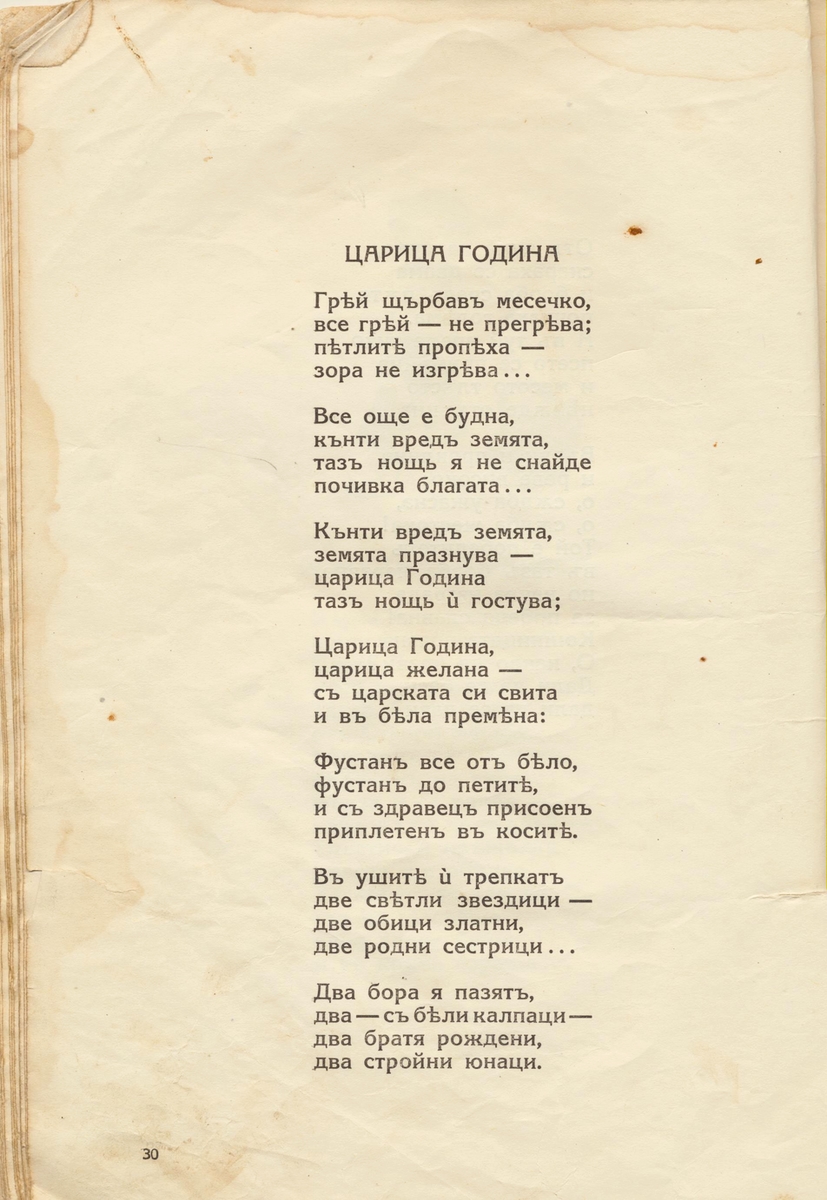 ЦАРИЦА ГОДИНА
Грѣй щърбавъ месечко,
все грѣй — не прегрѣва;
пѣтлитѣ пропѣха —
зора не изгрѣва...
Все още е будна,
кънти вредъ земята,
тазъ нощь я не снайде
почивка благата...
Кънти вредъ земята,
земята празнува —
царица Година
тазъ нощь ѝ гостува;
Царица Година,
царица желана —
съ царската си свита
и въ бѣла премѣна:
Фустанъ все отъ бѣло,
фустанъ до петитѣ,
и съ здравецъ присоенъ
приплетенъ въ коситѣ.
Въ ушитѣ ѝ трепкатъ
две свѣтли звездици —
две обици златни,
две родни сестрици...
Два бора я пазятъ,
два — съ бѣли калпаци —
два братя рождени,
два стройни юнаци.
30